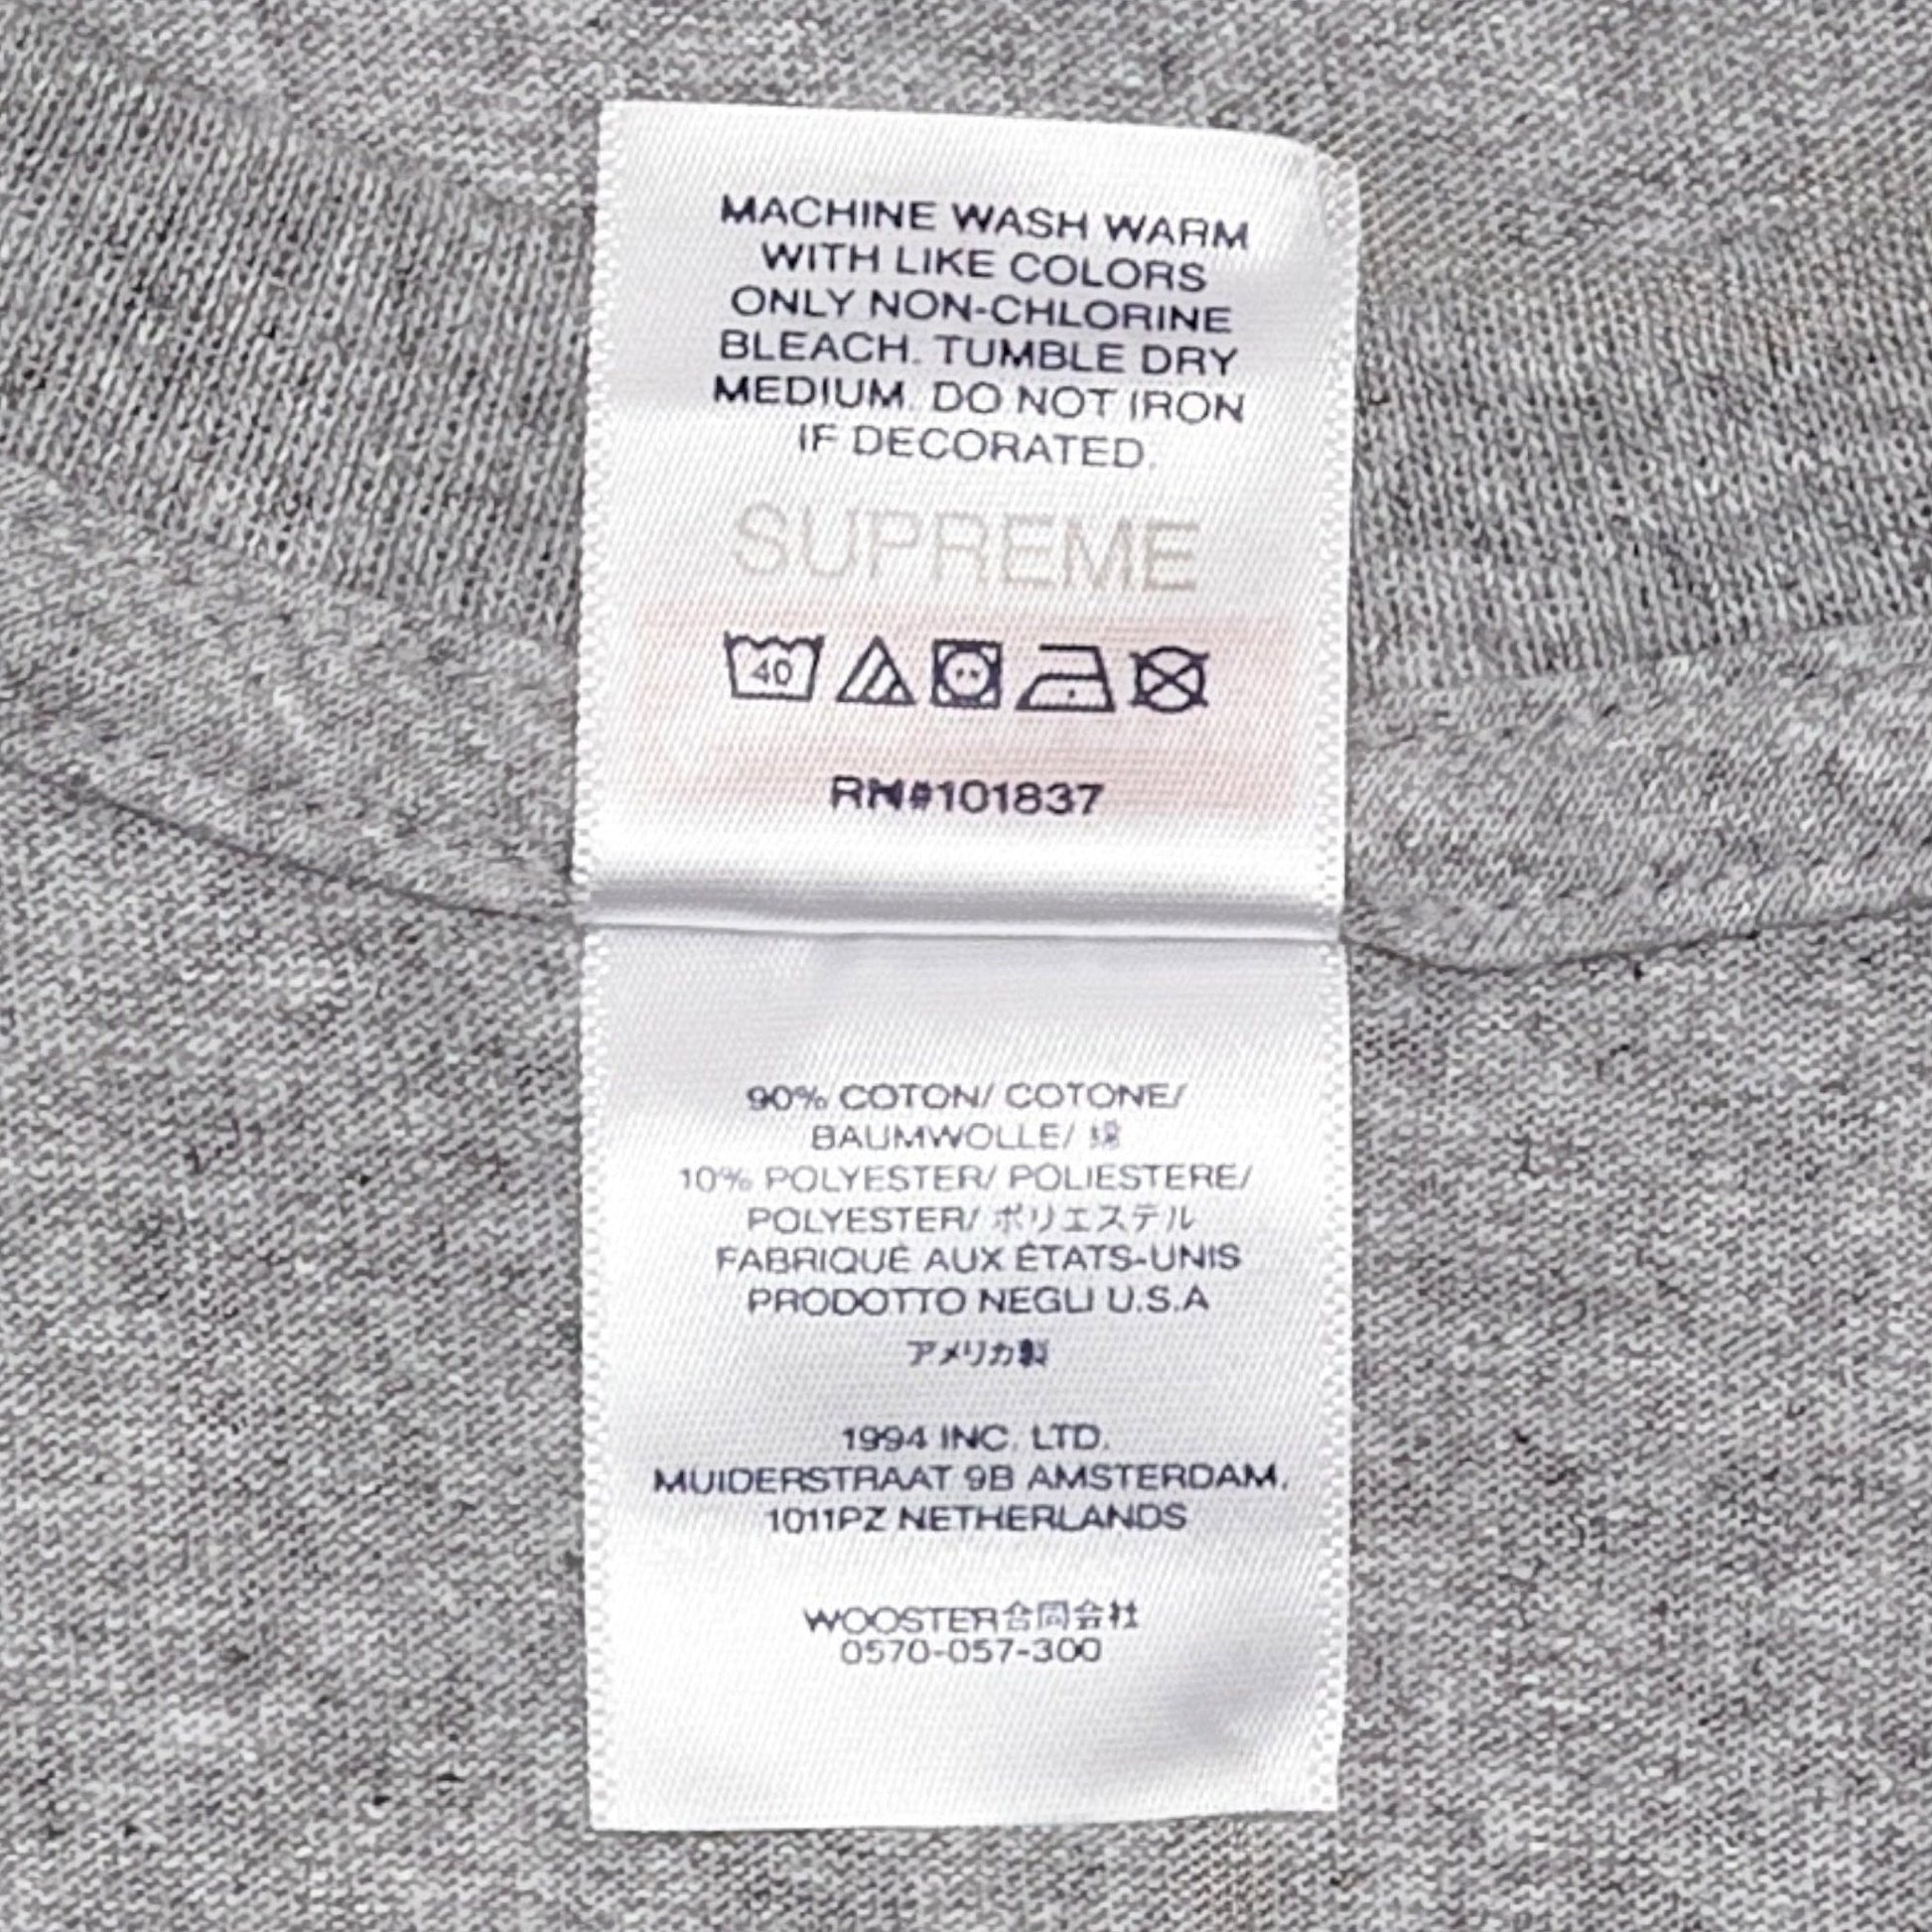 MACHINE WASH WARM
WITH LIKE COLORS
ONLY NON-CHLORINE
BLEACH. TUMBLE DRY
MEDIUM. DO NOT IRON
IF DECORATED.
SUPREME
40
RN#101837
90% COTON/ COTONE/
BAUMWOLLE/ 綿
10% POLYESTER/ POLIESTERE/
POLYESTER/ ポリエステル
FABRIQUÉ AUX ÉTATS-UNIS
PRODOTTO NEGLI U.S.A
アメリカ製
1994 INC. LTD.
MUIDERSTRAAT 9B AMSTERDAM,
1011PZ NETHERLANDS
WOOSTER合同会社
0570-057-300